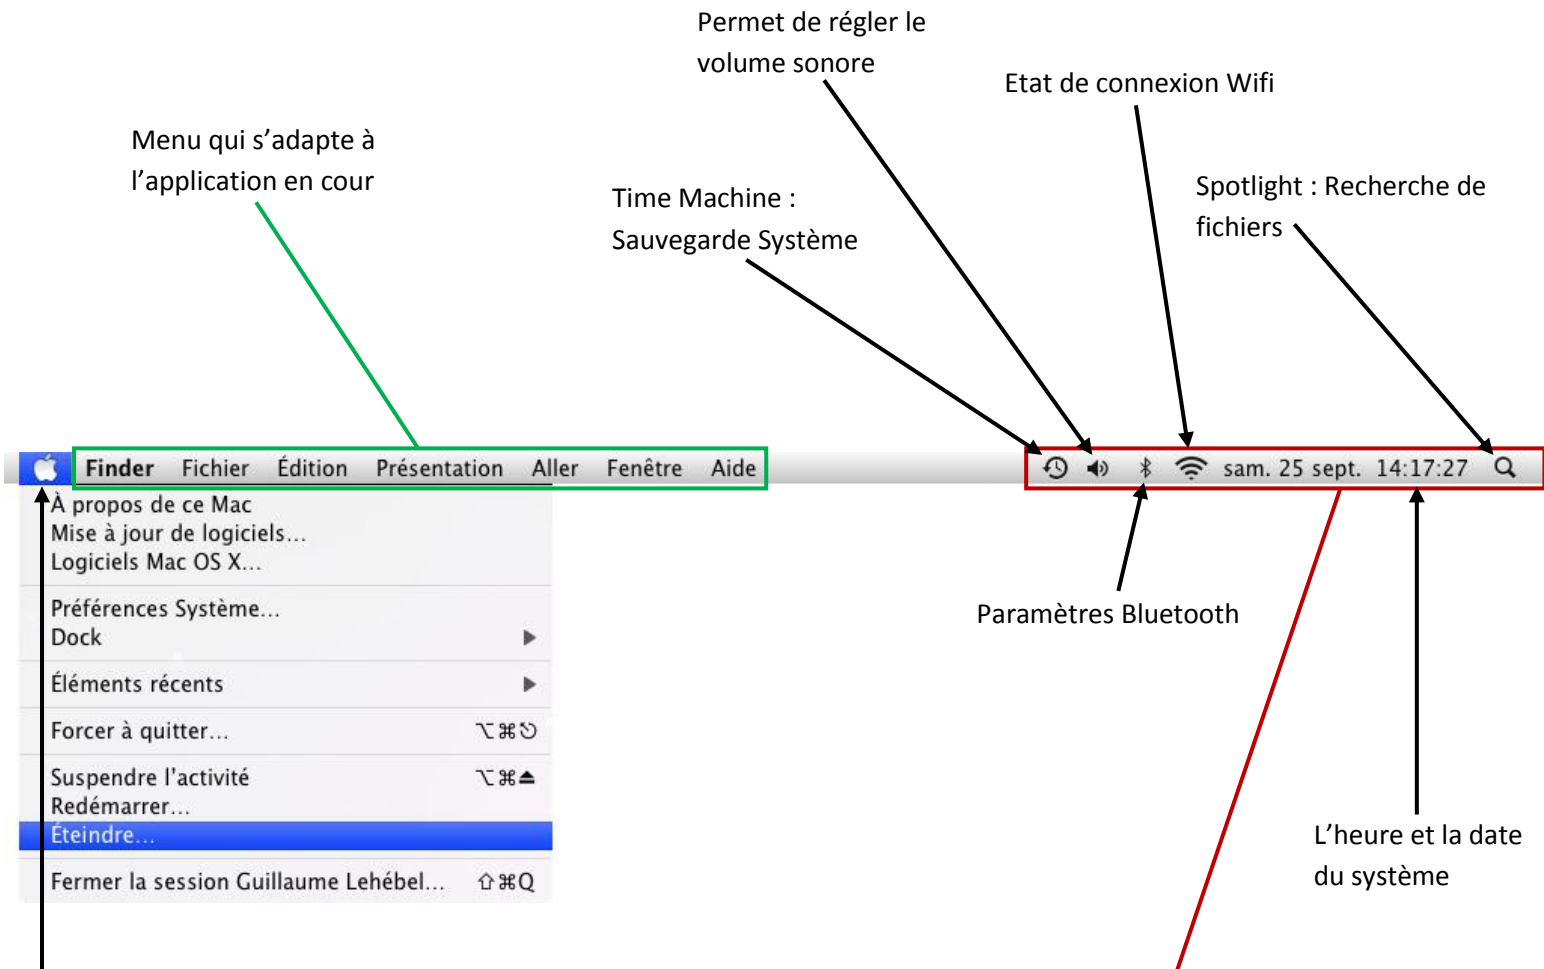 Permet de régler le
volume sonore
Etat de connexion Wifi
Menu qui s’adapte à
l’application en cour
Time Machine :
Sauvegarde Système
Spotlight : Recherche de
fichiers
Finder Fichier Édition Présentation Aller Fenêtre Aide
sam. 25 sept. 14:17:27
À propos de ce Mac
Mise à jour de logiciels...
Logiciels Mac OS X...
Préférences Système...
Dock
Éléments récents
Forcer à quitter... ⌥⌘⎋
Suspendre l'activité ⌥⌘⏏
Redémarrer...
Éteindre...
Fermer la session Guillaume Lehébel... ⇧⌘Q
Paramètres Bluetooth
L’heure et la date
du système